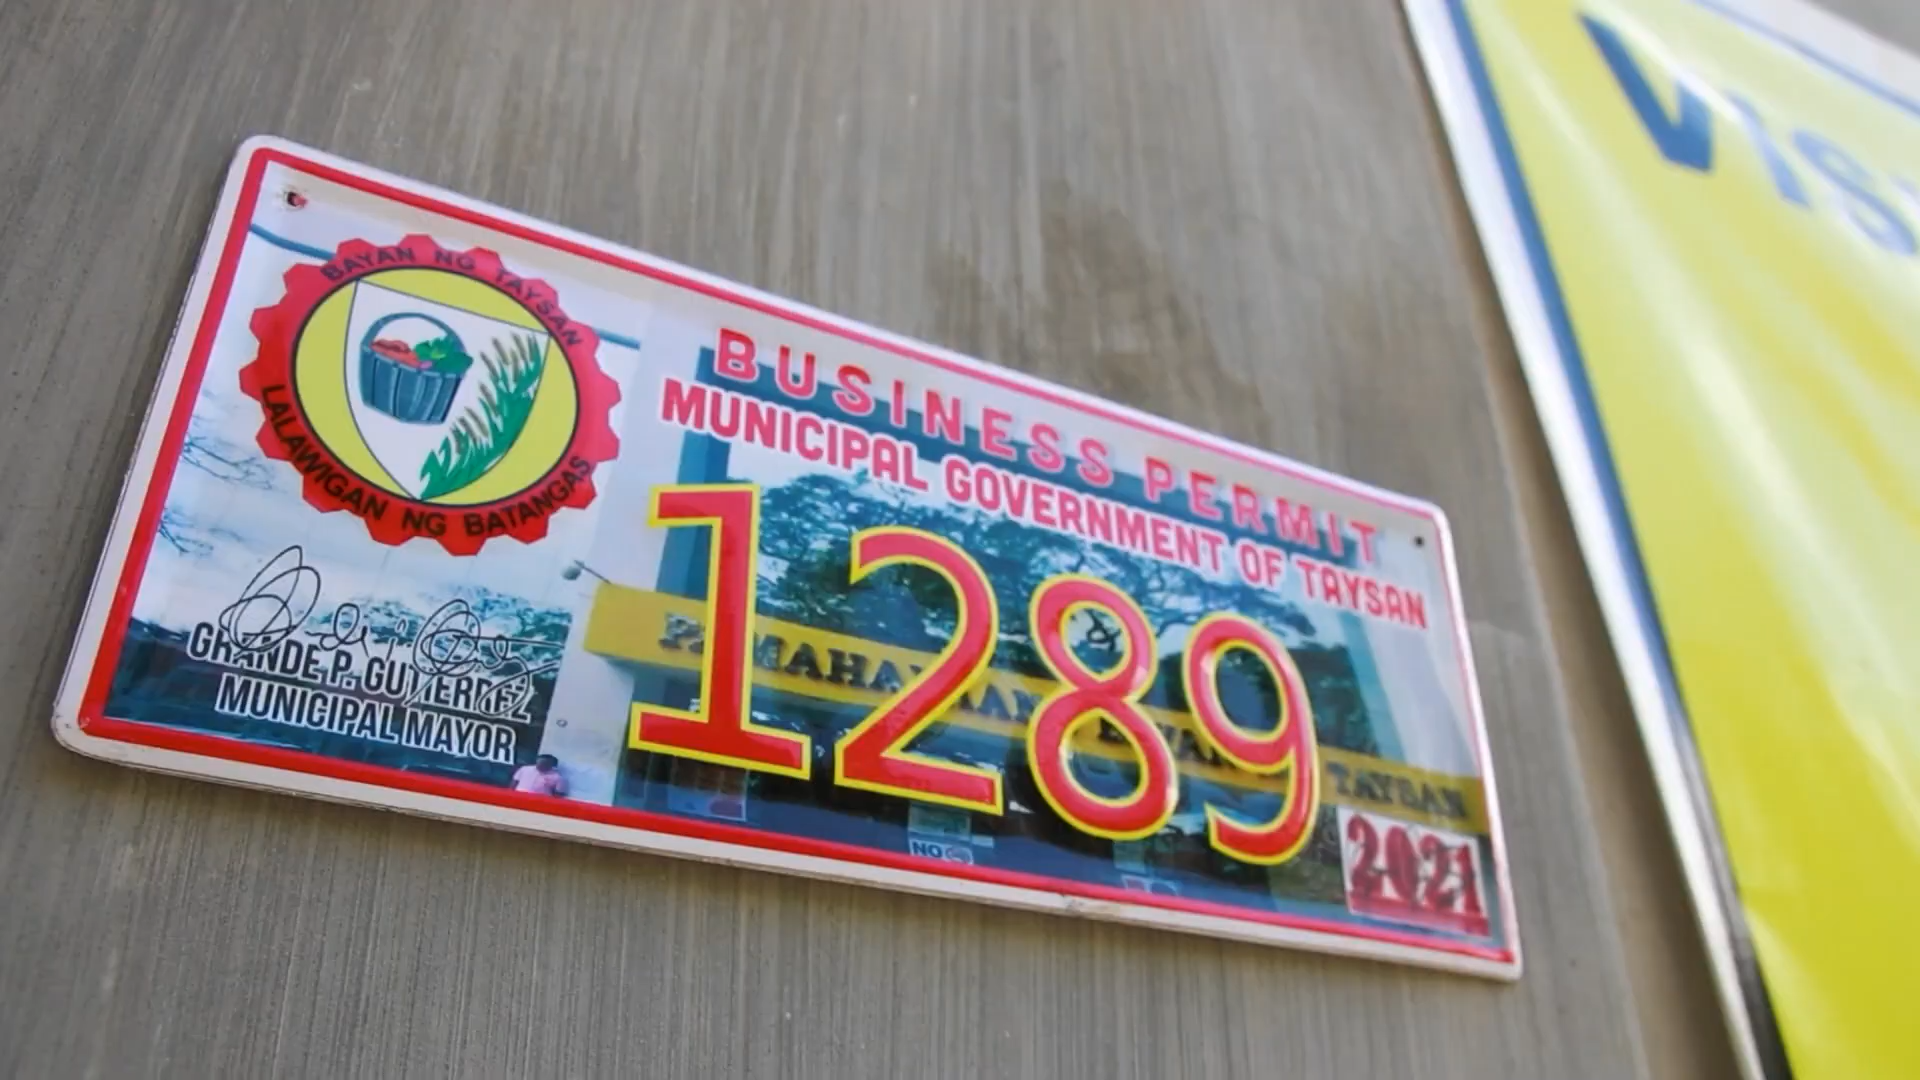 BAYAN NG TAYSAN
LALAWIGAN NG BATANGAS
GRANDE P. GUTIERREZ
MUNICIPAL MAYOR
BUSINESS PERMIT
MUNICIPAL GOVERNMENT OF TAYSAN
1289
TAYSAN
NO
2021
VIS